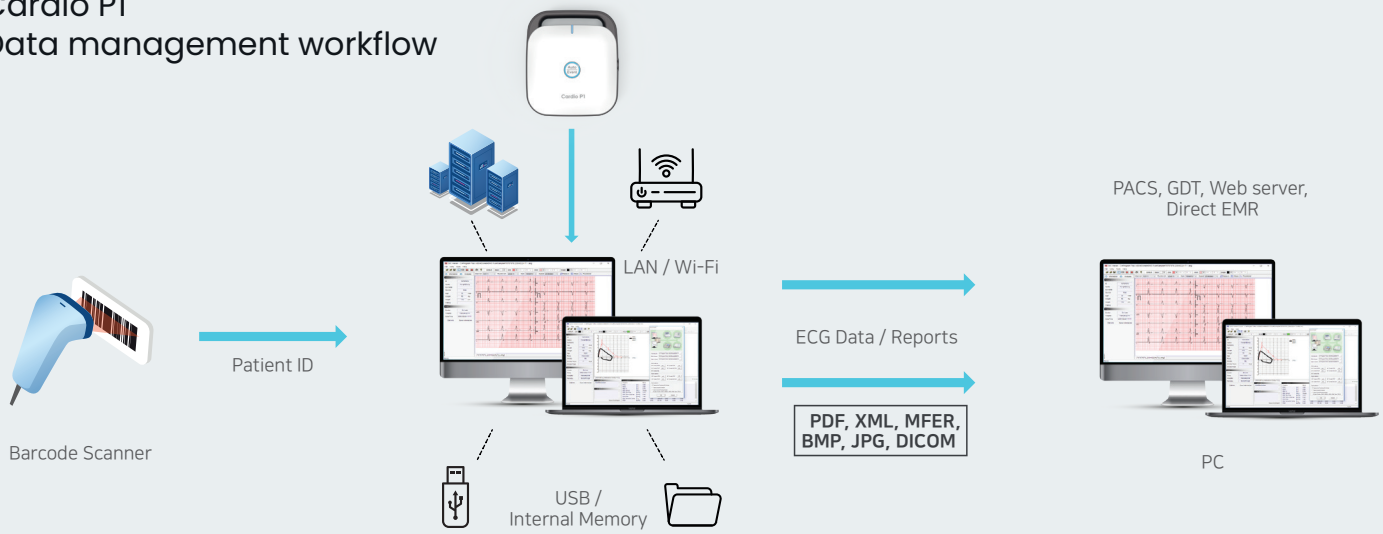 Cardio P1
Data management workflow
Cardio P1
LAN / Wi-Fi
PACS, GDT, Web server,
Direct EMR
Patient ID
ECG Data / Reports
PDF, XML, MFER,
BMP, JPG, DICOM
Barcode Scanner
USB /
Internal Memory
PC